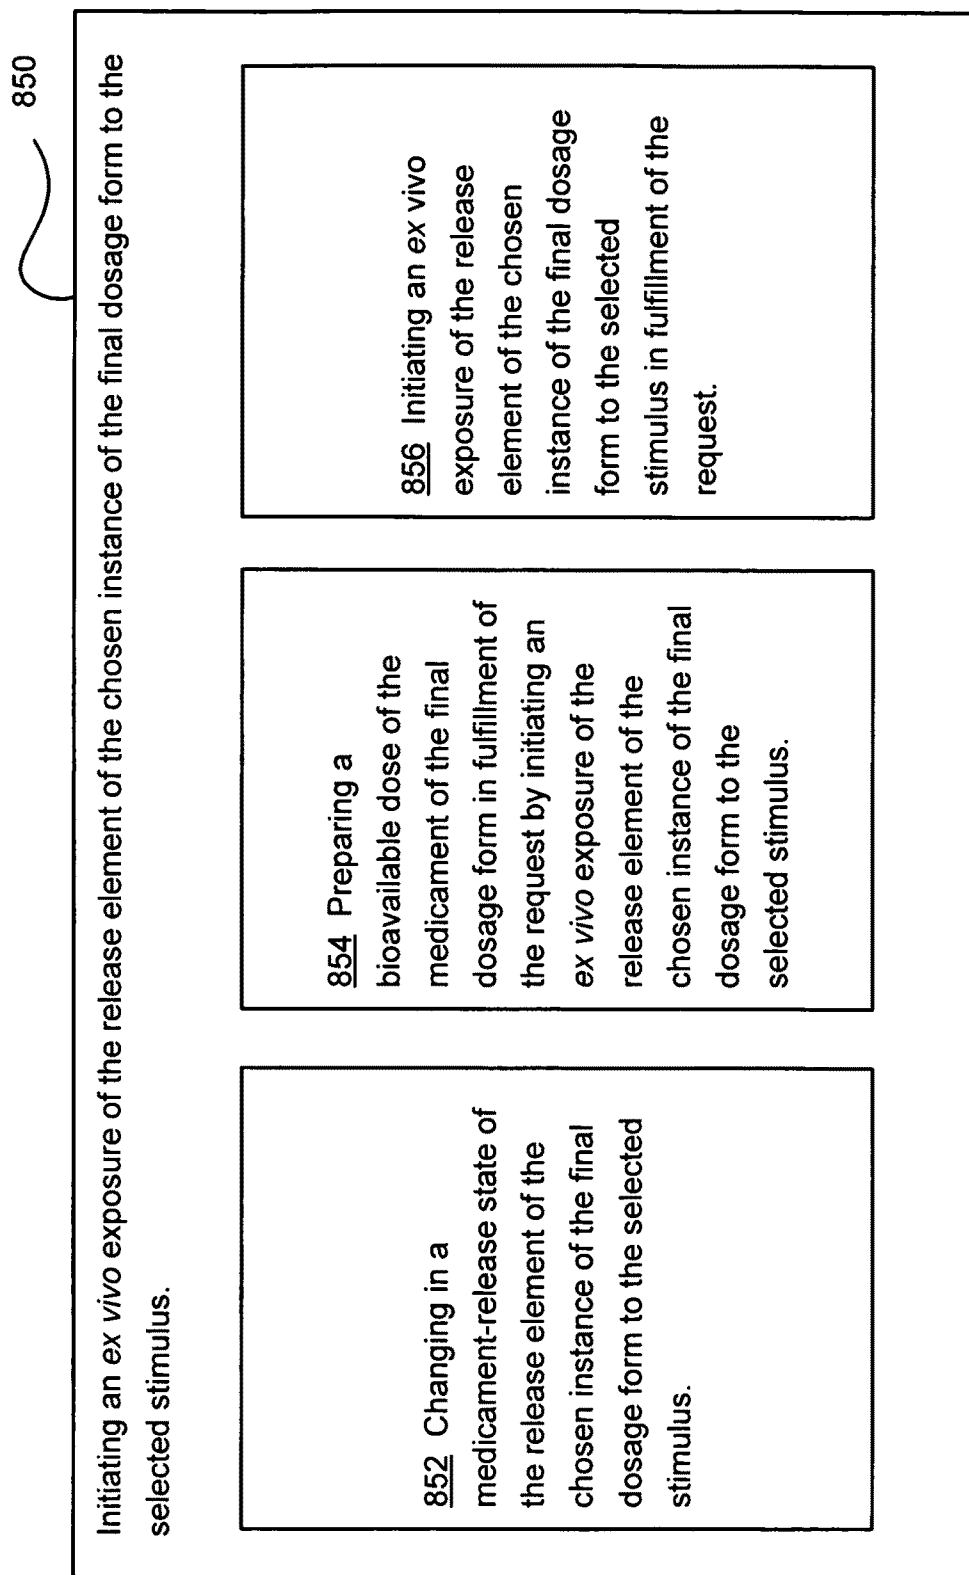 850
Initiating an ex vivo exposure of the release element of the chosen instance of the final dosage form to the
selected stimulus.
852 Changing in a
medicament-release state of
the release element of the
chosen instance of the final
dosage form to the selected
stimulus.
854 Preparing a
bioavailable dose of the
medicament of the final
dosage form in fulfillment of
the request by initiating an
ex vivo exposure of the
release element of the
chosen instance of the final
dosage form to the
selected stimulus.
856 Initiating an ex vivo
exposure of the release
element of the chosen
instance of the final dosage
form to the selected
stimulus in fulfillment of the
request.